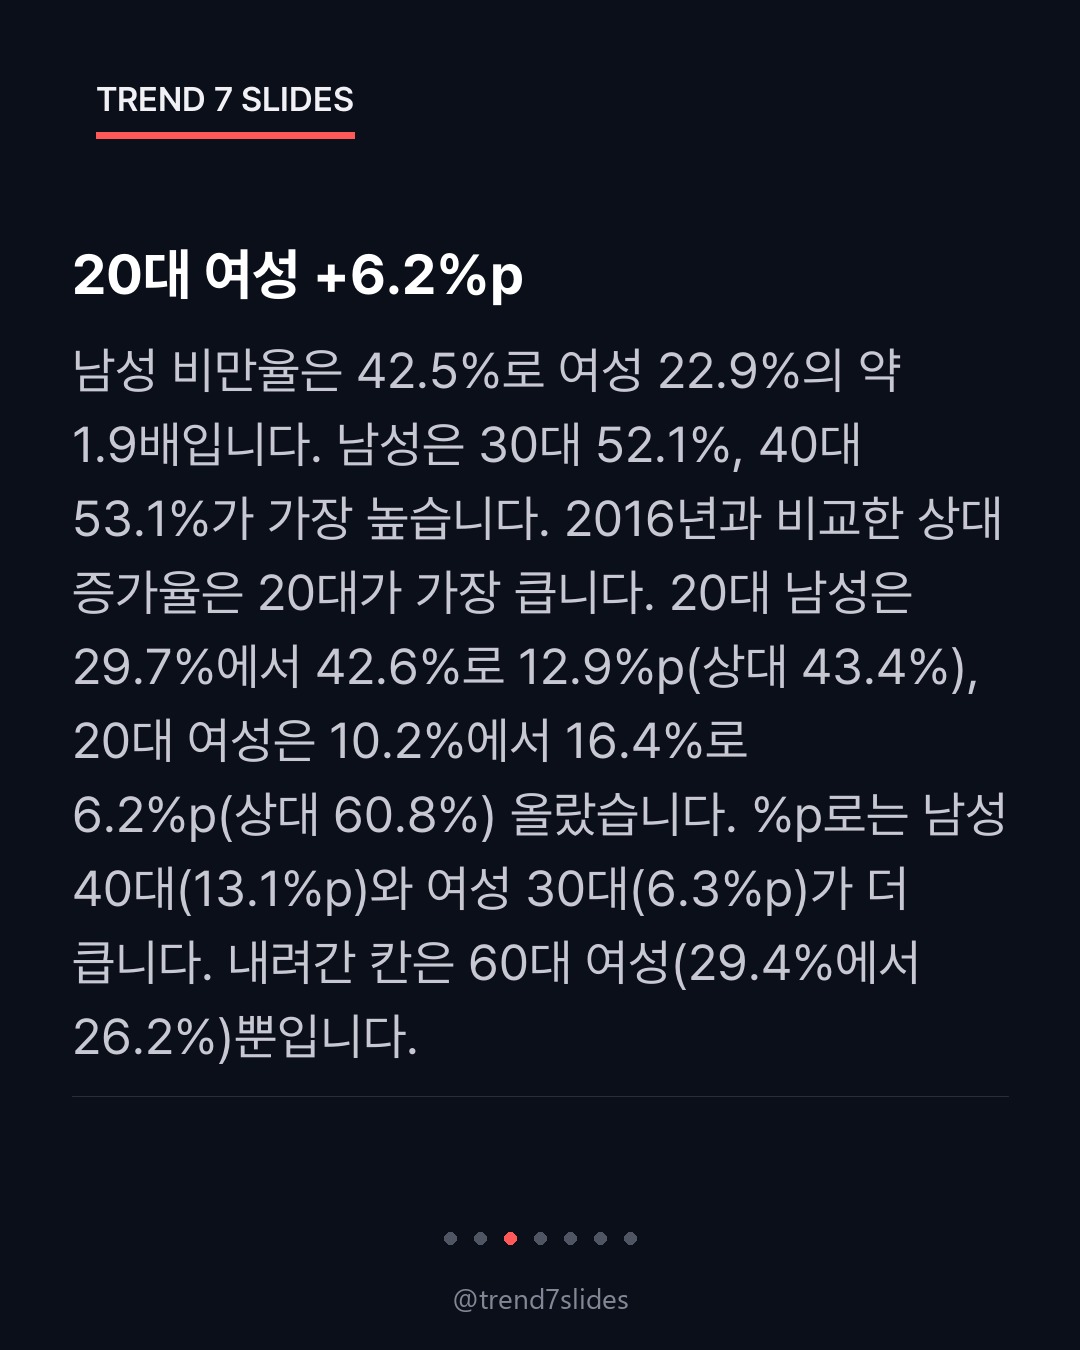 TREND 7 SLIDES
20대 여성 +6.2%p
남성 비만율은 42.5%로 여성 22.9%의 약
1.9배입니다. 남성은 30대 52.1%, 40대
53.1%가 가장 높습니다. 2016년과 비교한 상대
증가율은 20대가 가장 큽니다. 20대 남성은
29.7%에서 42.6%로 12.9%p(상대 43.4%),
20대 여성은 10.2%에서 16.4%로
6.2%p(상대 60.8%) 올랐습니다. %p로는 남성
40대(13.1%p)와 여성 30대(6.3%p)가 더
큽니다. 내려간 칸은 60대 여성(29.4%에서
26.2%)뿐입니다.
@trend7slides